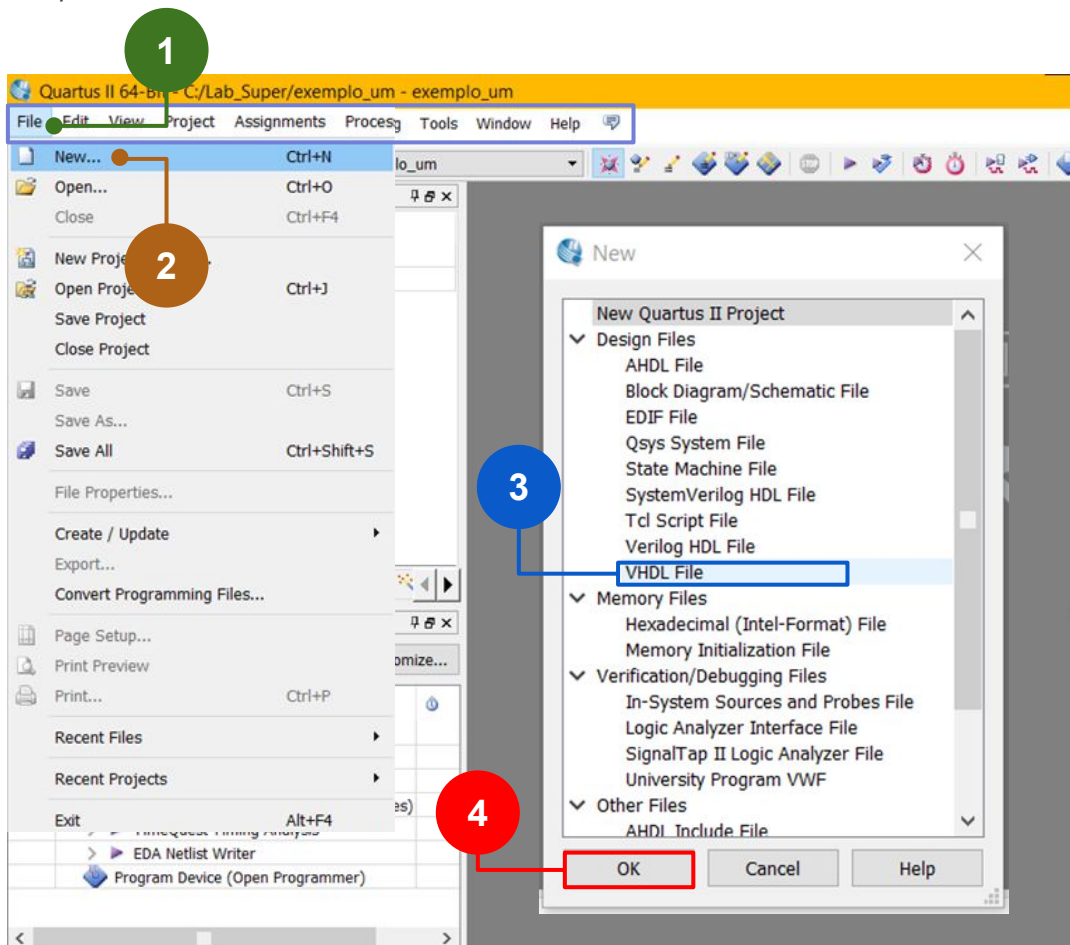 1
Quartus II 64-Bit - C:/Lab_Super/exemplo_um - exemplo_um
File Edit View Project Assignments Processg Tools Window Help
New... Ctrl+N
lo_um
Open... Ctrl+O
Close Ctrl+F4
2
New Proje
Open Proje Ctrl+J
Save Project
Close Project
Save Ctrl+S
Save As...
Save All Ctrl+Shift+S
File Properties...
Create / Update
Export...
Convert Programming Files...
Page Setup...
Print Preview
omize...
Print... Ctrl+P
Recent Files
Recent Projects
es)
Exit Alt+F4
TimeQuest Timing Analysis
EDA Netlist Writer
Program Device (Open Programmer)
New
New Quartus II Project
Design Files
AHDL File
Block Diagram/Schematic File
EDIF File
Qsys System File
State Machine File
3
SystemVerilog HDL File
Tcl Script File
Verilog HDL File
VHDL File
Memory Files
Hexadecimal (Intel-Format) File
Memory Initialization File
Verification/Debugging Files
In-System Sources and Probes File
Logic Analyzer Interface File
SignalTap II Logic Analyzer File
University Program VWF
Other Files
AHDL Include File
4
OK Cancel Help